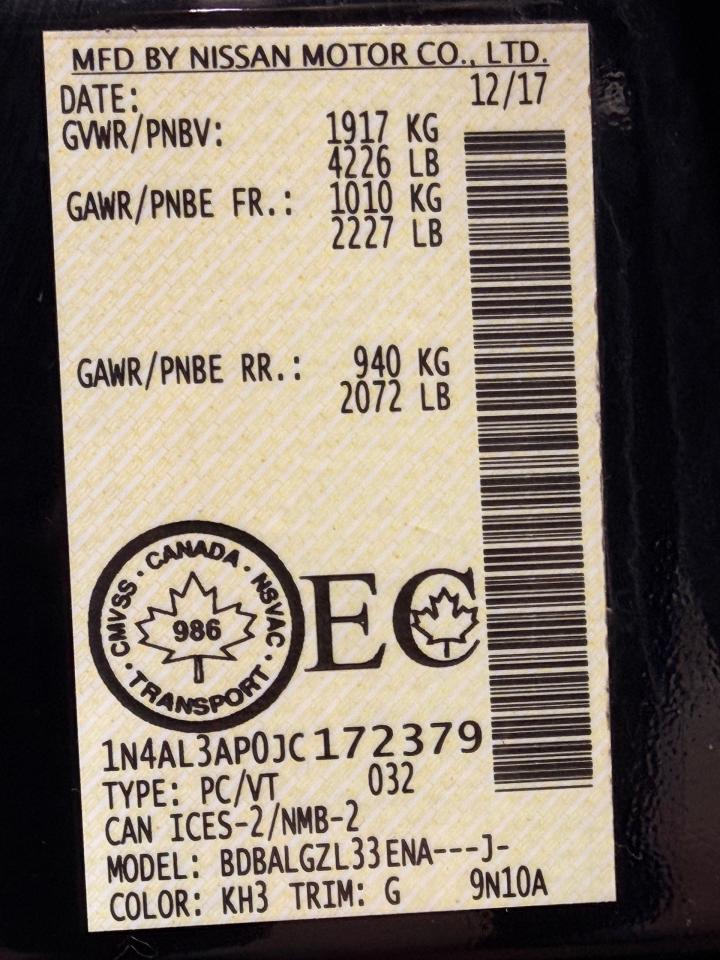 MFD BY NISSAN MOTOR CO., LTD.
DATE: 12/17
GVWR/PNBV: 1917 KG
4226 LB
GAWR/PNBE FR.: 1010 KG
2227 LB
GAWR/PNBE RR.: 940 KG
2072 LB
CMVSS · CANADA · NSVAC · TRANSPORT ·
986
EC
1N4AL3AP0JC172379
TYPE: PC/VT 032
CAN ICES-2/NMB-2
MODEL: BDBALGZL33ENA---J-
COLOR: KH3 TRIM: G 9N10A